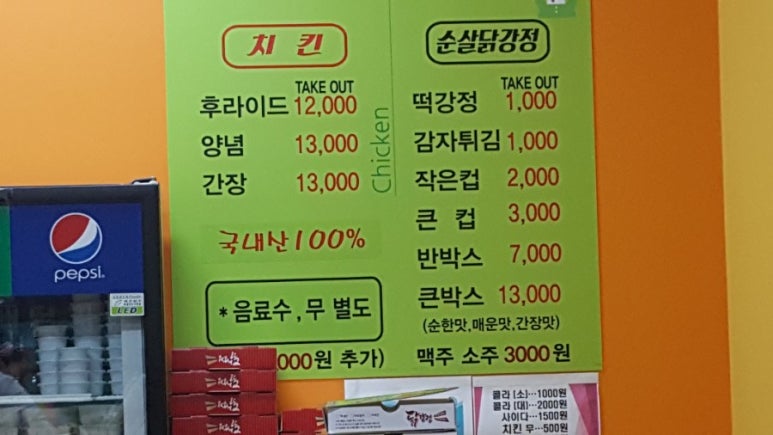 치 킨
TAKE OUT
후라이드 12,000
양념 13,000
간장 13,000
Chicken
국내산100%
*음료수,무 별도
000원 추가)
순살닭강정
TAKE OUT
떡강정 1,000
감자튀김 1,000
작은컵 2,000
큰 컵 3,000
반박스 7,000
큰박스 13,000
(순한맛,매운맛,간장맛)
맥주 소주 3000원
pepsi
LED
닭강정
콜라 [소]···1000원
콜라 [대]···2000원
사이다···1500원
치킨 무···500원